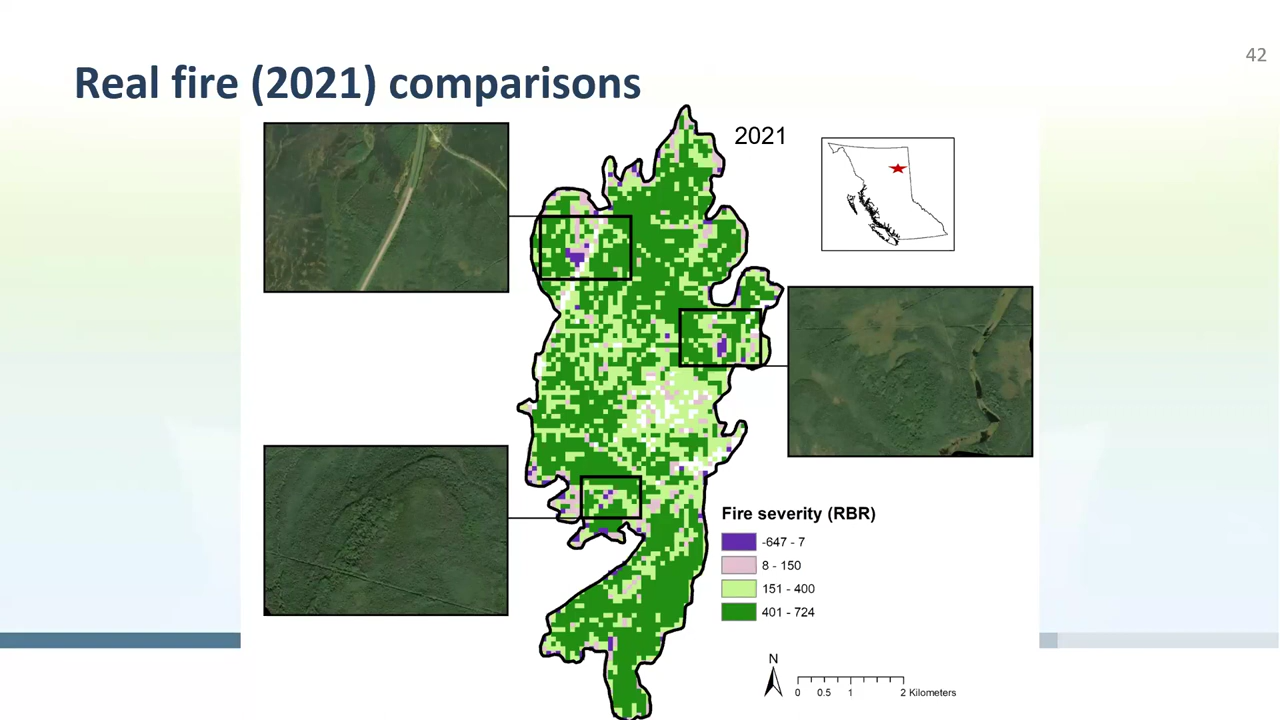 42
Real fire (2021) comparisons
2021
Fire severity (RBR)
-647 - 7
8 - 150
151 - 400
401 - 724
N
0 0.5 1 2 Kilometers